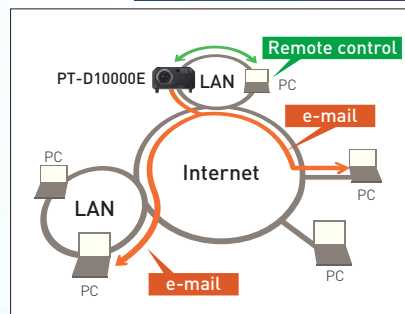 Remote control
PT-D10000E
LAN
PC
e-mail
PC
Internet
PC
LAN
PC
PC
e-mail